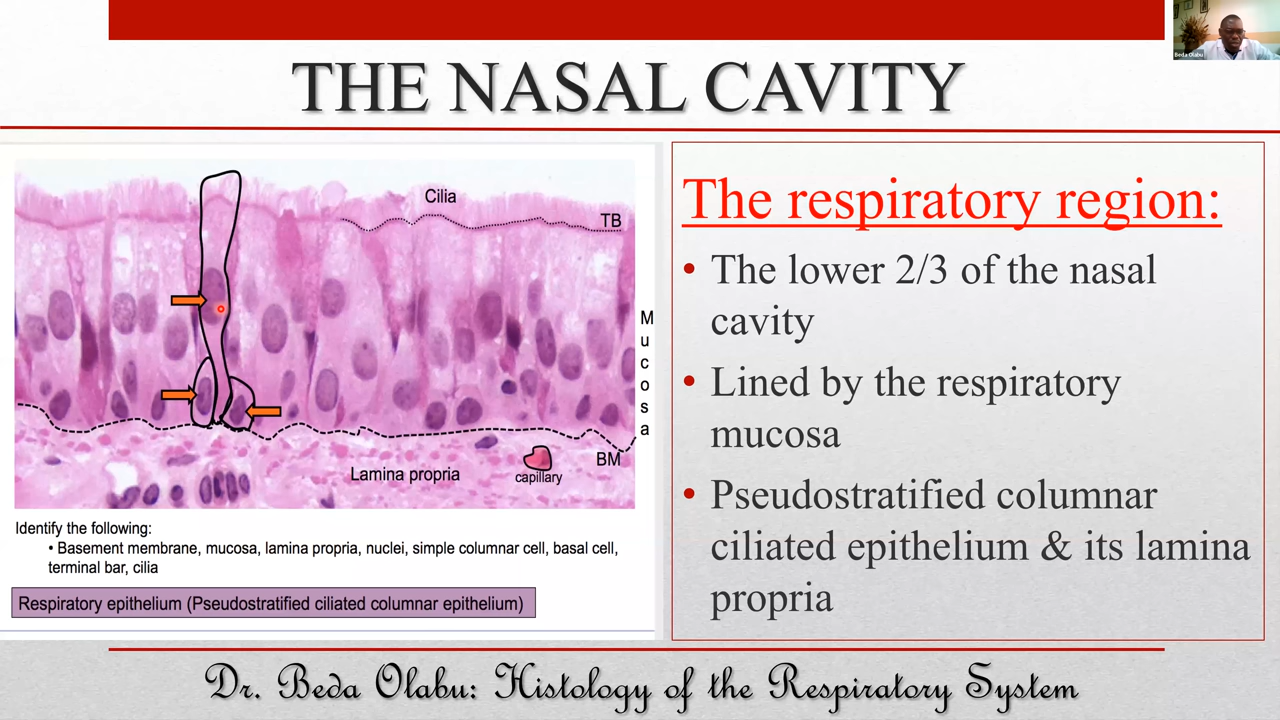 Beda Olabu
THE NASAL CAVITY
Cilia
TB
Mucosa
BM
Lamina propria
capillary
Identify the following:
• Basement membrane, mucosa, lamina propria, nuclei, simple columnar cell, basal cell,
terminal bar, cilia
Respiratory epithelium (Pseudostratified ciliated columnar epithelium)
The respiratory region:
• The lower 2/3 of the nasal
cavity
• Lined by the respiratory
mucosa
• Pseudostratified columnar
ciliated epithelium & its lamina
propria
Dr. Beda Olabu: Histology of the Respiratory System